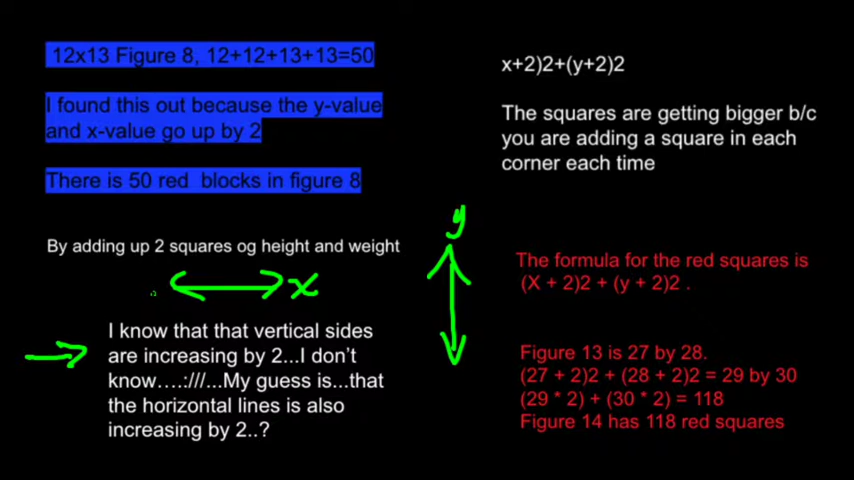 12x13 Figure 8, 12+12+13+13=50
I found this out because the y-value
and x-value go up by 2
There is 50 red  blocks in figure 8
By adding up 2 squares og height and weight
x
I know that that vertical sides
are increasing by 2...I don't
know….:///...My guess is...that
the horizontal lines is also
increasing by 2..?
y
x+2)2+(y+2)2
The squares are getting bigger b/c
you are adding a square in each
corner each time
The formula for the red squares is
(X + 2)2 + (y + 2)2 .
Figure 13 is 27 by 28.
(27 + 2)2 + (28 + 2)2 = 29 by 30
(29 * 2) + (30 * 2) = 118
Figure 14 has 118 red squares